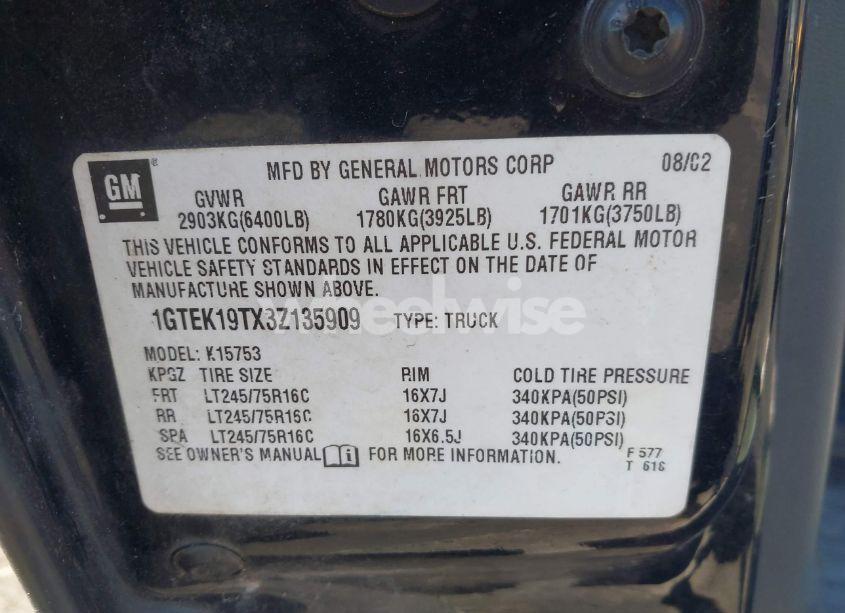 GM
MFD BY GENERAL MOTORS CORP 08/02
GVWR GAWR FRT GAWR RR
2903KG(6400LB) 1780KG(3925LB) 1701KG(3750LB)
THIS VEHICLE CONFORMS TO ALL APPLICABLE U.S. FEDERAL MOTOR
VEHICLE SAFETY STANDARDS IN EFFECT ON THE DATE OF
MANUFACTURE SHOWN ABOVE.
1GTEK19TX3Z135909 TYPE: TRUCK
wheelwise
MODEL: K15753
KPGZ TIRE SIZE RIM COLD TIRE PRESSURE
FRT LT245/75R16C 16X7J 340KPA(50PSI)
RR LT245/75R16C 16X7J 340KPA(50PSI)
SPA LT245/75R16C 16X6.5J 340KPA(50PSI)
SEE OWNER'S MANUAL FOR MORE INFORMATION.
F 577
T 616